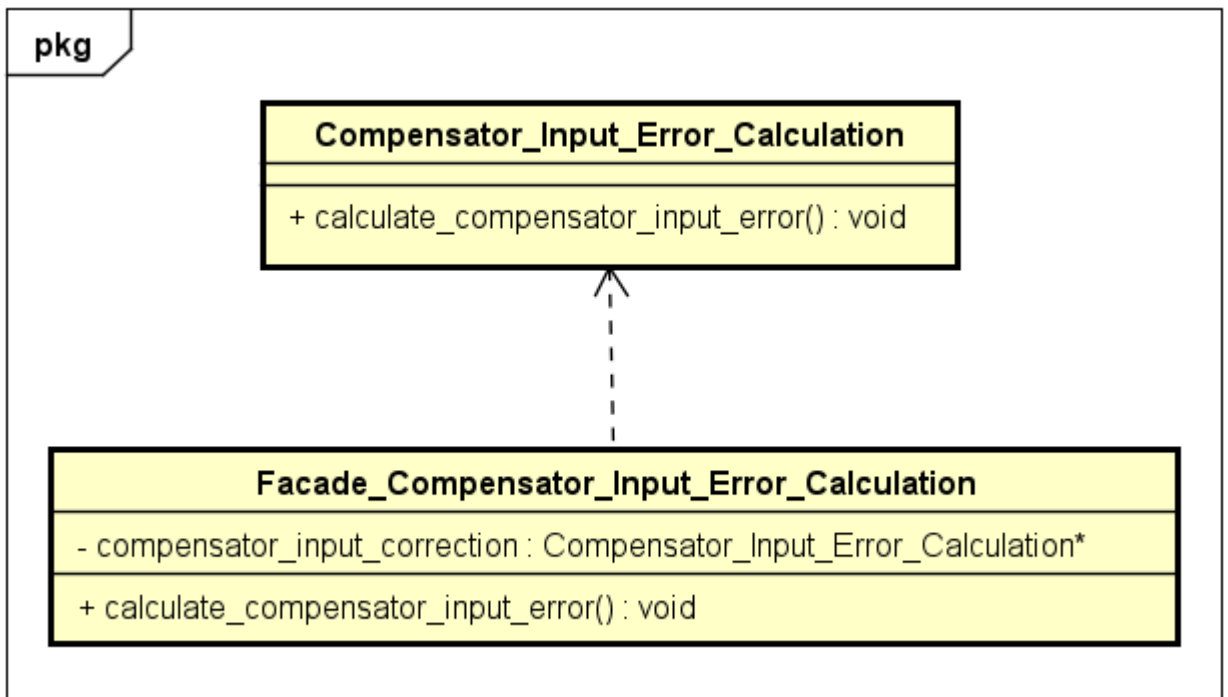 pkg
Compensator_Input_Error_Calculation
+ calculate_compensator_input_error() : void
Facade_Compensator_Input_Error_Calculation
- compensator_input_correction : Compensator_Input_Error_Calculation*
+ calculate_compensator_input_error() : void